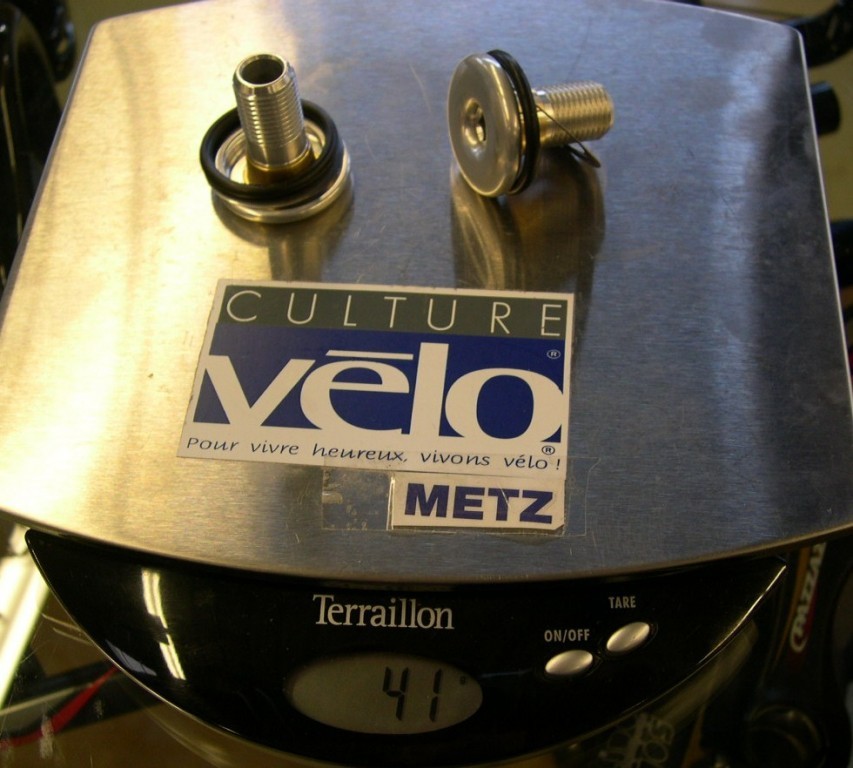 CULTURE
vēlo®
®
Pour vivre heureux, vivons vélo !
METZ
Terraillon
TARE
ON/OFF
41